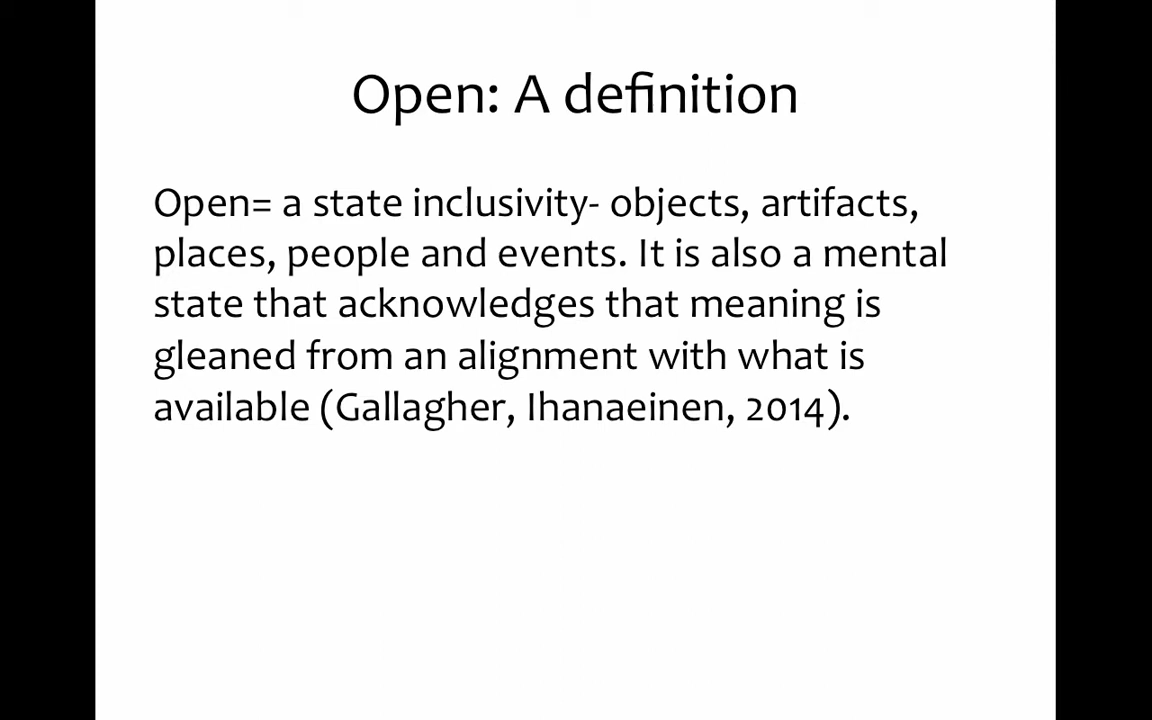 Open: A definition
Open= a state inclusivity- objects, artifacts,
places, people and events. It is also a mental
state that acknowledges that meaning is
gleaned from an alignment with what is
available (Gallagher, Ihanaeinen, 2014).